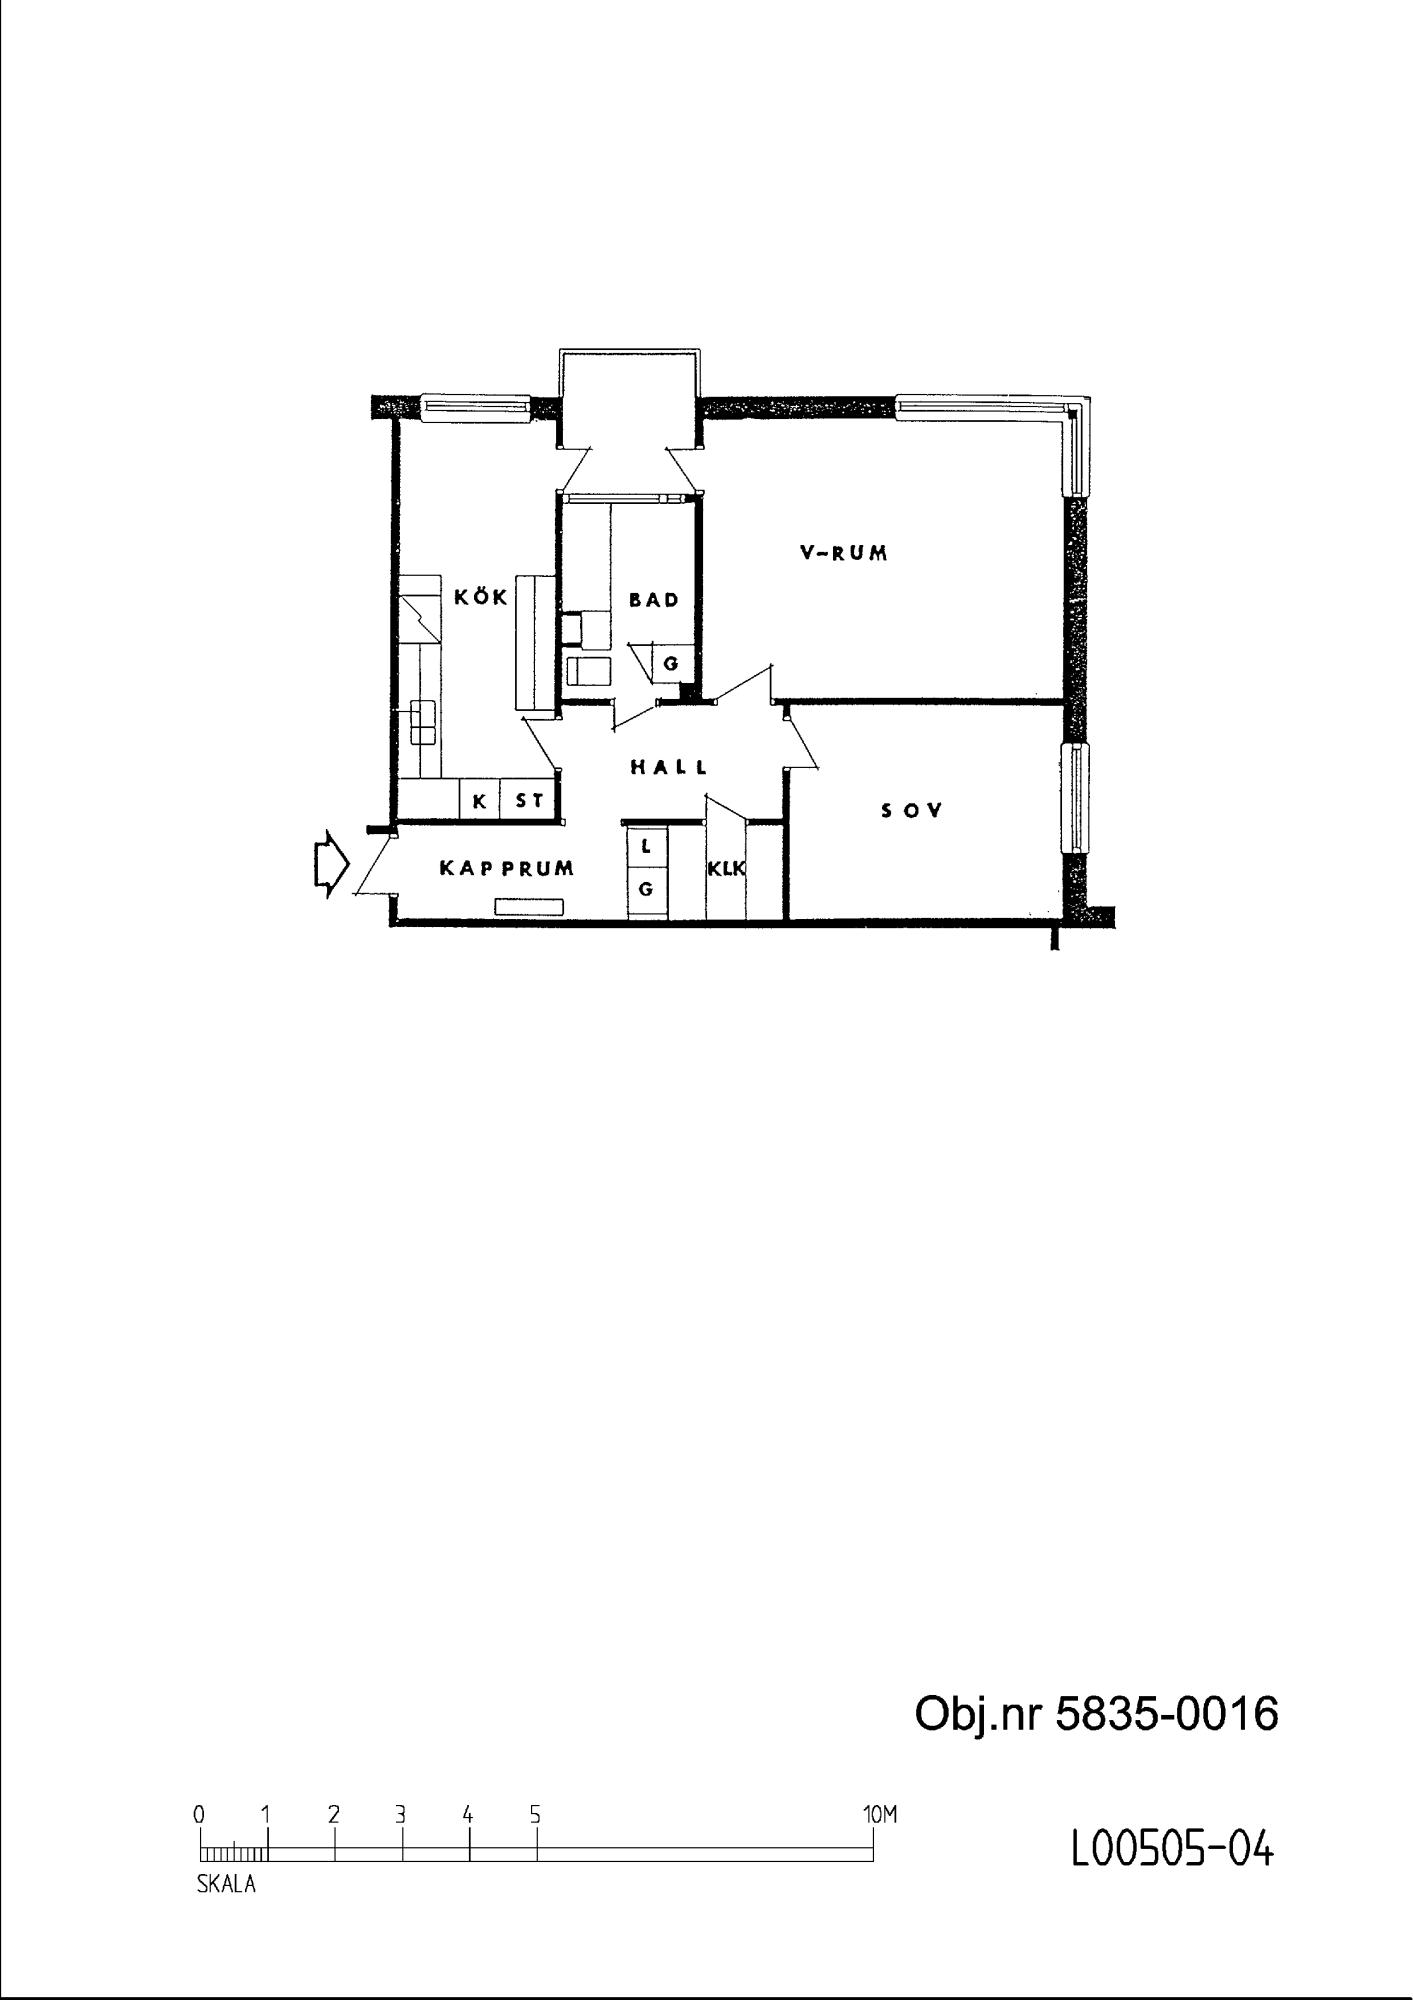 V-RUM
KÖK
BAD
G
HALL
K
ST
SOV
L
KAPPRUM
KLK
G
Obj.nr 5835-0016
0 1 2 3 4 5 10M
SKALA
L00505-04